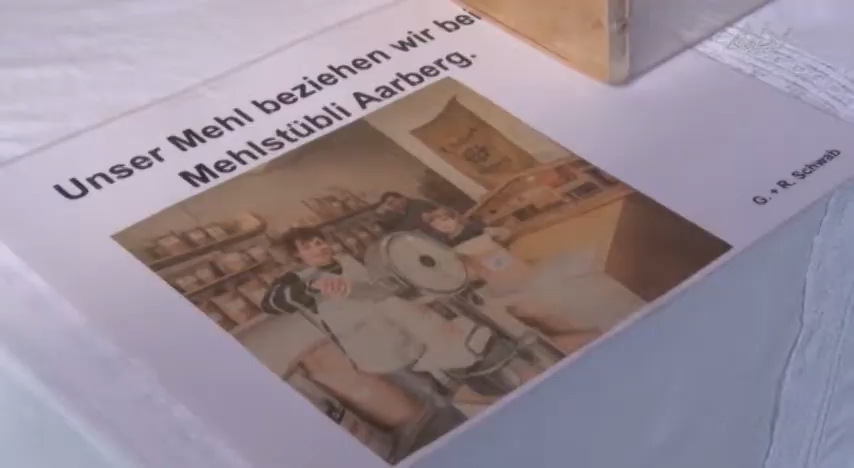 Unser Mehl beziehen wir bei
Mehlstübli Aarberg.
G. + R. Schwab